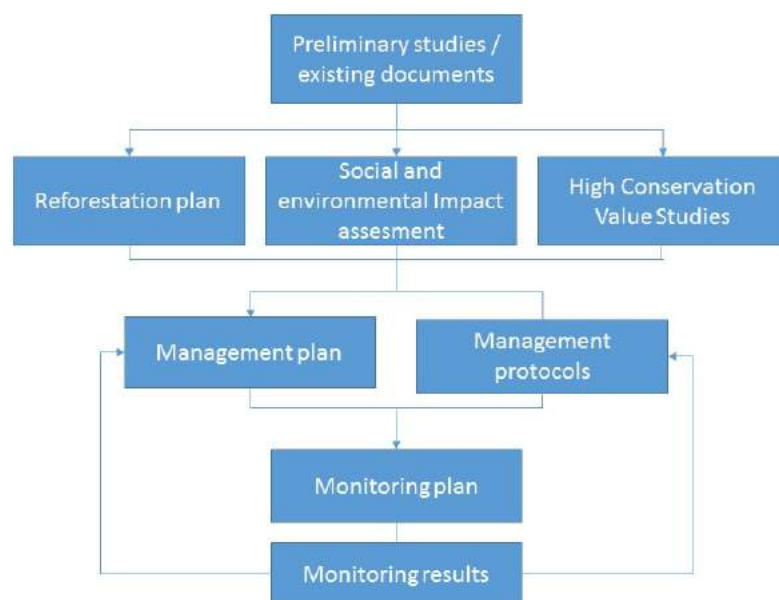 Preliminary studies /
existing documents
Reforestation plan
Social and
environmental Impact
assesment
High Conservation
Value Studies
Management plan
Management
protocols
Monitoring plan
Monitoring results